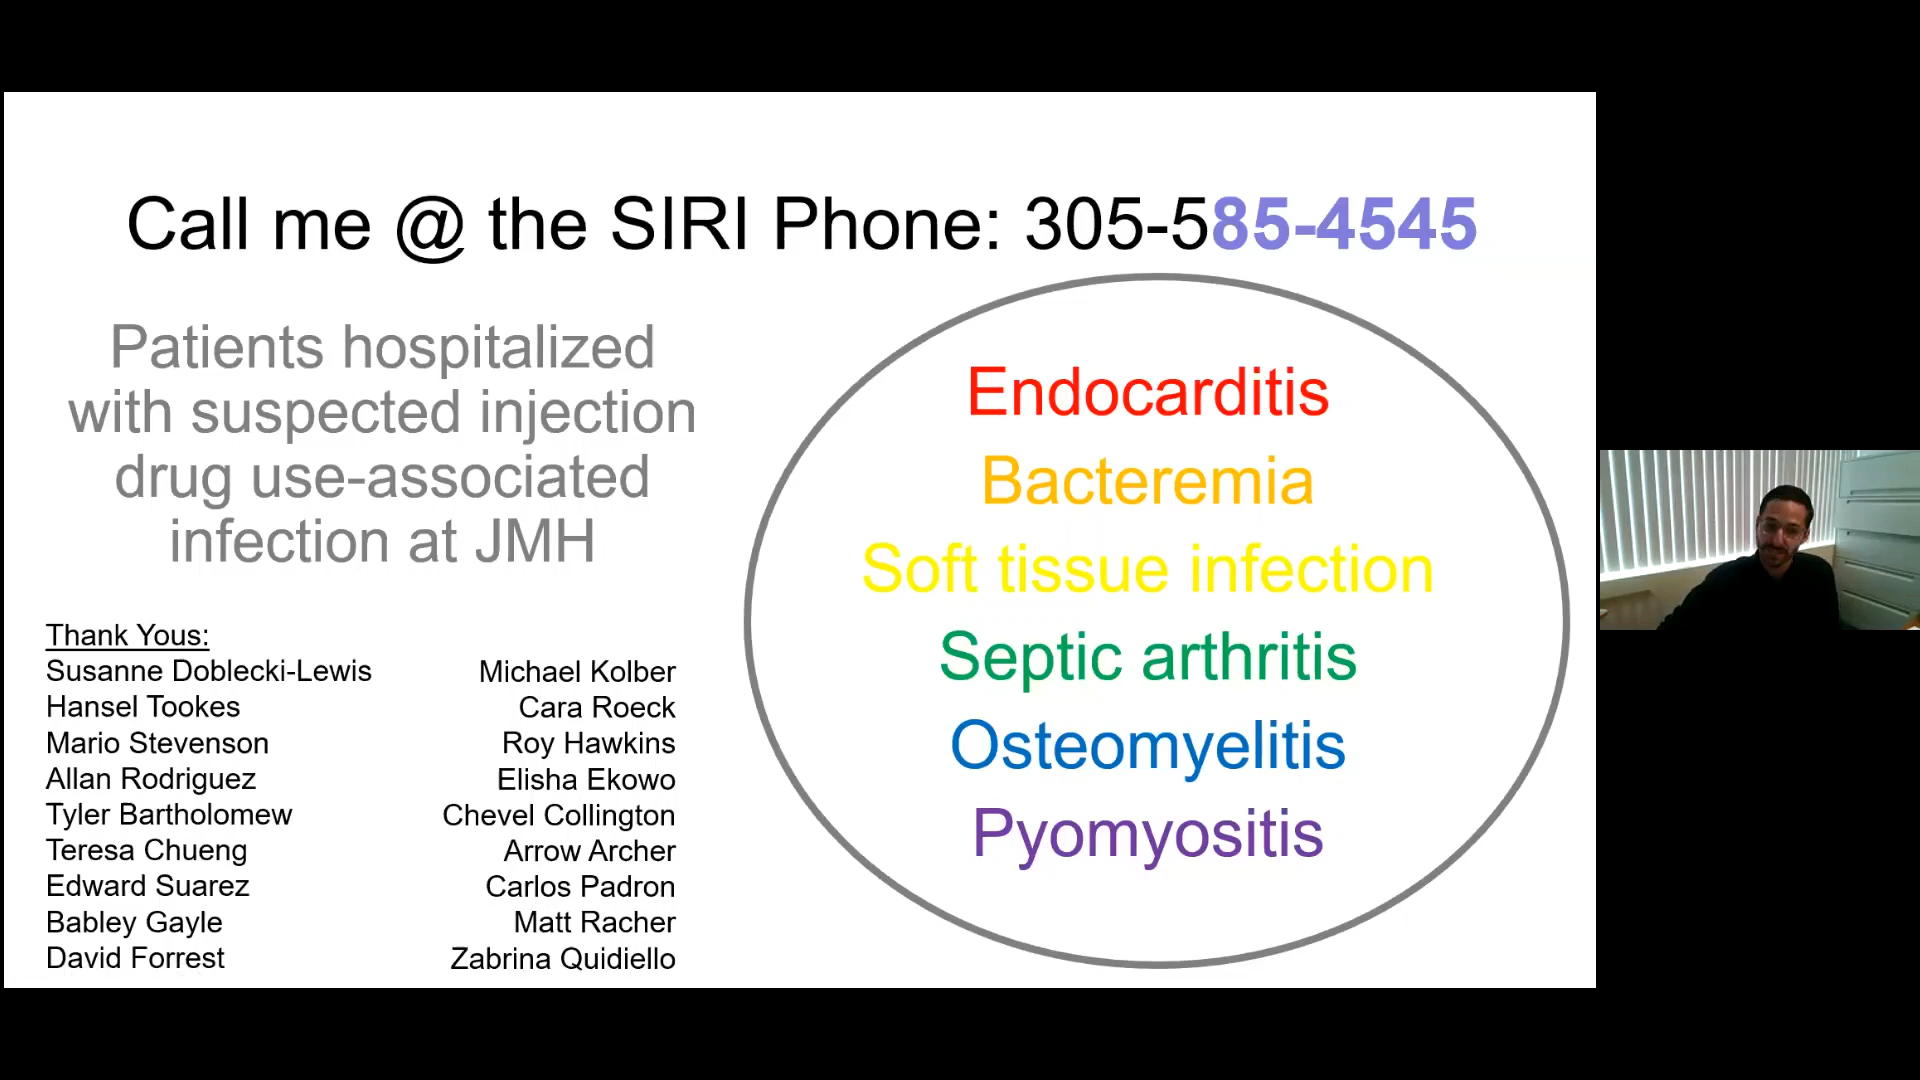 Call me @ the SIRI Phone: 305-585-4545
Patients hospitalized
with suspected injection
drug use-associated
infection at JMH
Endocarditis
Bacteremia
Soft tissue infection
Septic arthritis
Osteomyelitis
Pyomyositis
Thank Yous:
Susanne Doblecki-Lewis
Hansel Tookes
Mario Stevenson
Allan Rodriguez
Tyler Bartholomew
Teresa Chueng
Edward Suarez
Babley Gayle
David Forrest
Michael Kolber
Cara Roeck
Roy Hawkins
Elisha Ekowo
Chevel Collington
Arrow Archer
Carlos Padron
Matt Racher
Zabrina Quidiello